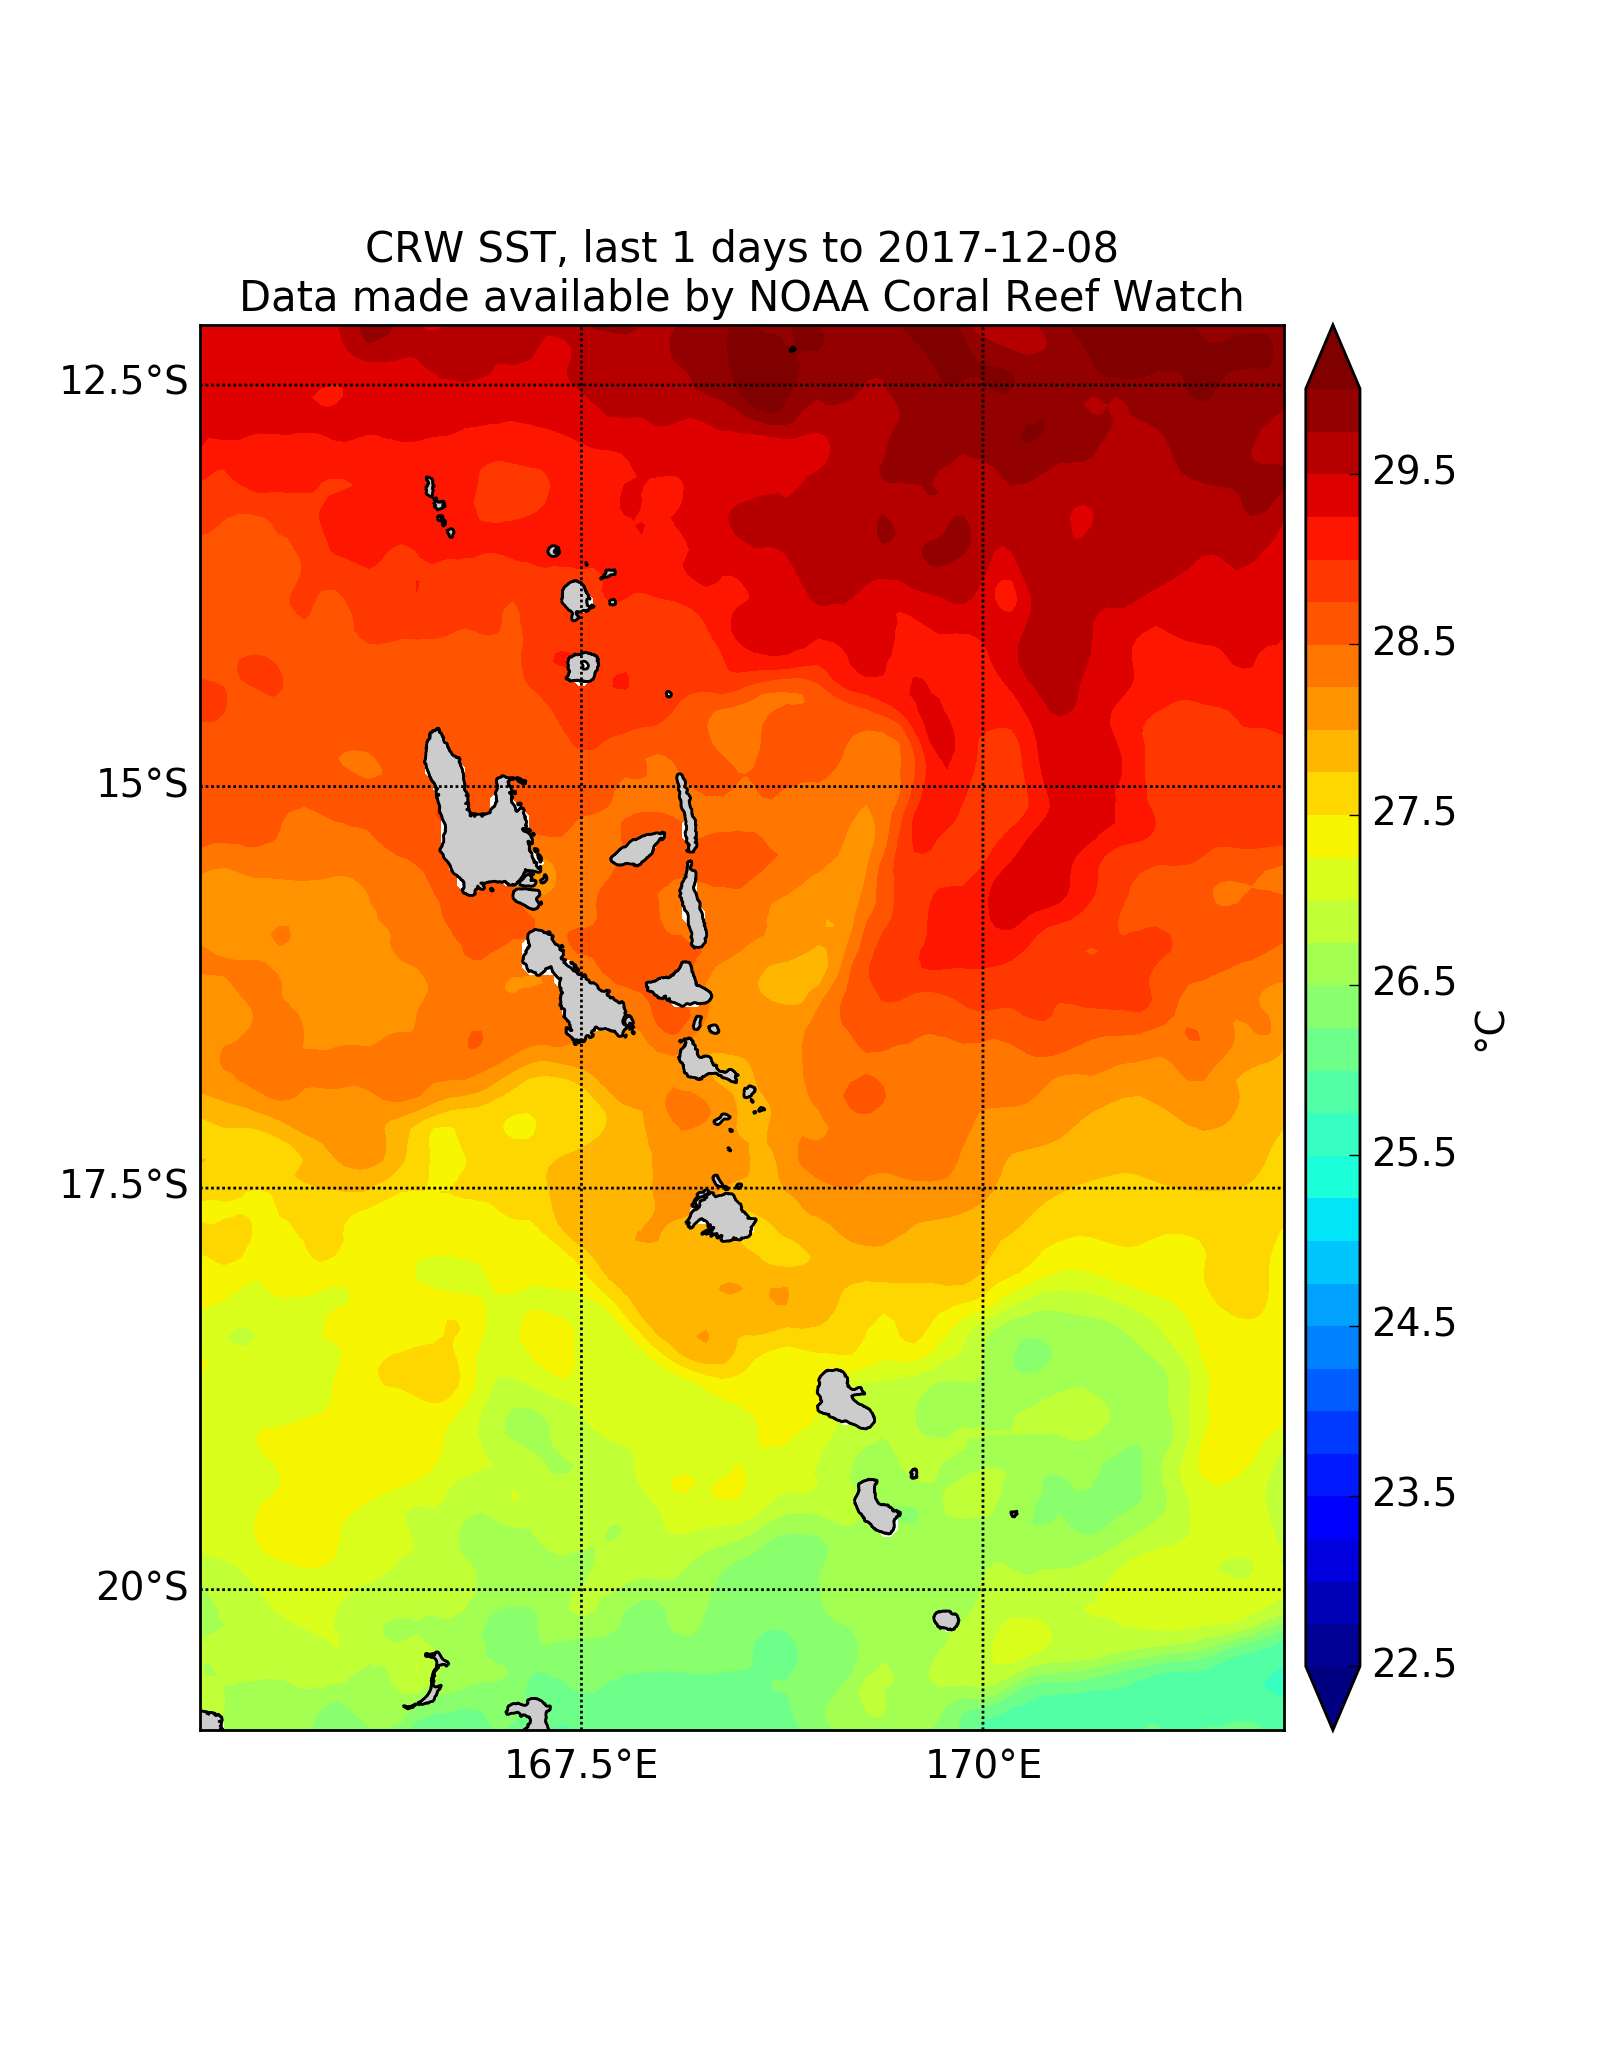 CRW SST, last 1 days to 2017-12-08
Data made available by NOAA Coral Reef Watch
12.5°S
15°S
17.5°S
20°S
167.5°E
170°E
29.5
28.5
27.5
26.5
25.5
24.5
23.5
22.5
°C